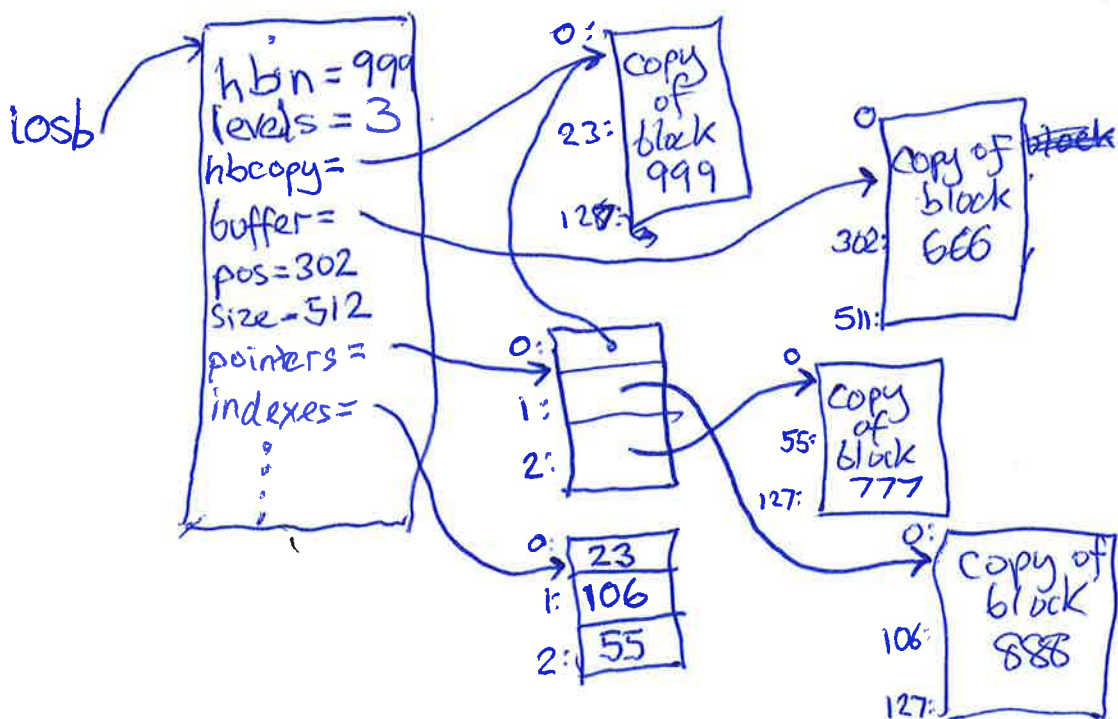 iosb
hbn = 999
levels = 3
hbcopy=
buffer=
pos=302
size=512
pointers=
indexes=
0:
23:
copy
of
block
999
0
302:
511:
copy of
block
666
0:
1:
2:
0
55:
127:
copy
of
block
777
0:
1:
2:
23
106
55
0:
106:
127:
copy of
block
888